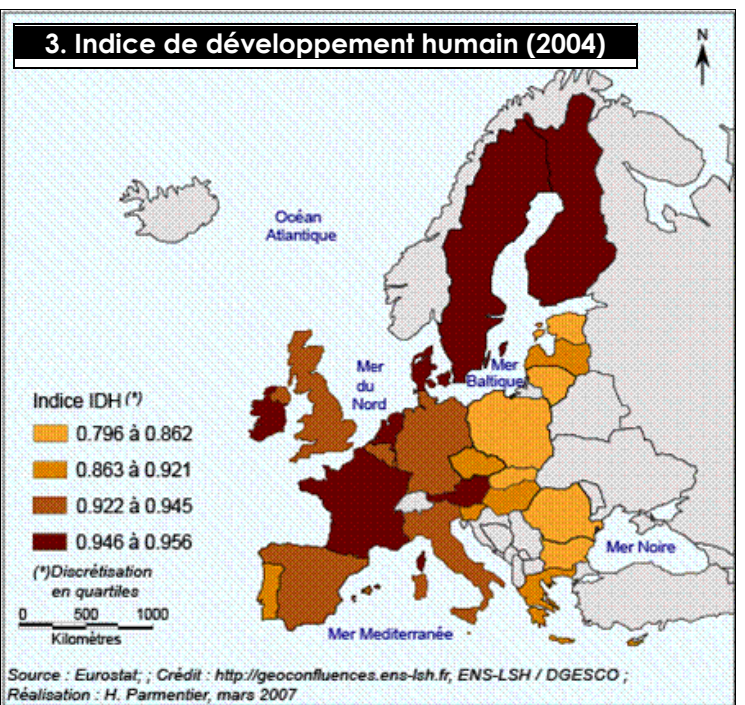 3. Indice de développement humain (2004)
N
Océan
Atlantique
Mer
du
Nord
Mer
Baltique
Indice IDH (*)
0.796 à 0.862
0.863 à 0.921
0.922 à 0.945
0.946 à 0.956
(*)Discrétisation
en quartiles
0 500 1000
Kilomètres
Mer Noire
Mer Mediterranée
Source : Eurostat; ; Crédit : http://geoconfluences.ens-lsh.fr, ENS-LSH / DGESCO ;
Réalisation : H. Parmentier, mars 2007